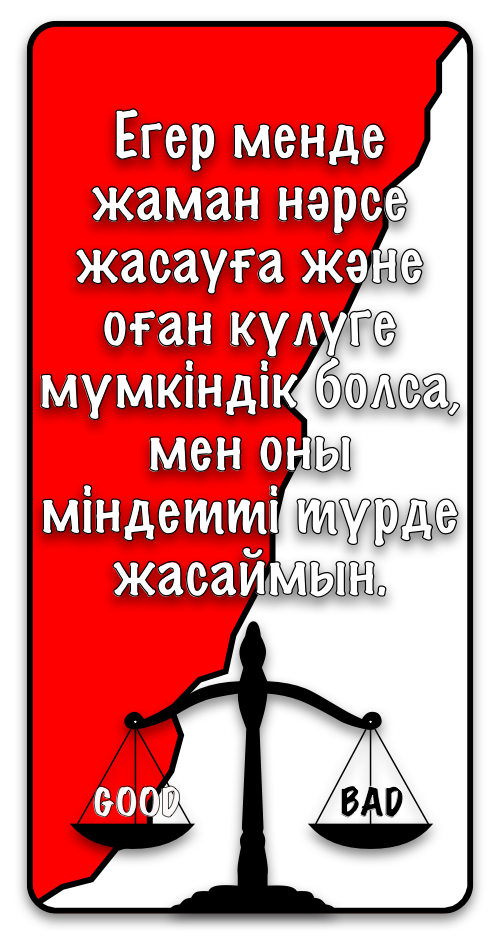 Егер менде
жаман нәрсе
жасауға және
оған күлуге
мүмкіндік болса,
мен оны
міндетті түрде
жасаймын.
GOOD
BAD